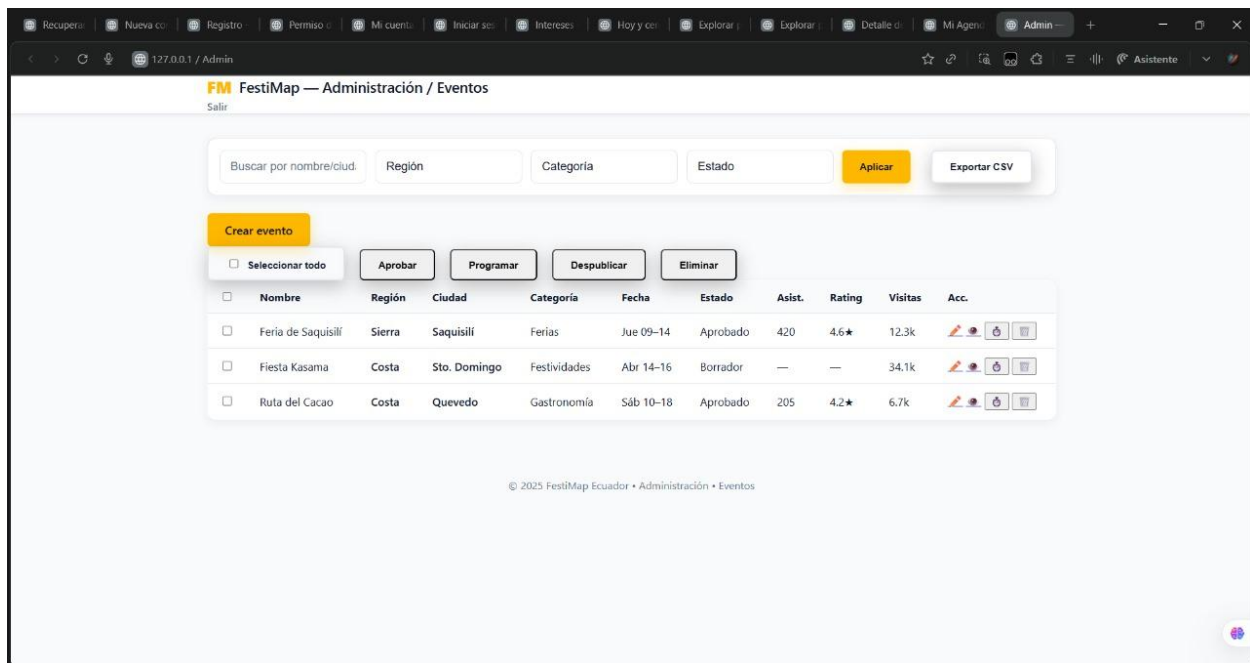 Recupera
Nueva co
Registro
Permiso d
Mi cuenta
Iniciar ses
Intereses
Hoy y cer
Explorar
Explorar
Detalle d
Mi Agend
Admin —
127.0.0.1 / Admin
Asistente
FM FestiMap — Administración / Eventos
Salir
Buscar por nombre/ciud
Región
Categoría
Estado
Aplicar
Exportar CSV
Crear evento
Seleccionar todo
Aprobar
Programar
Despublicar
Eliminar
Nombre Región Ciudad Categoría Fecha Estado Asist. Rating Visitas Acc.
Feria de Saquisilí Sierra Saquisilí Ferias Jue 09–14 Aprobado 420 4.6★ 12.3k
Fiesta Kasama Costa Sto. Domingo Festividades Abr 14–16 Borrador — — 34.1k
Ruta del Cacao Costa Quevedo Gastronomía Sáb 10–18 Aprobado 205 4.2★ 6.7k
© 2025 FestiMap Ecuador • Administración • Eventos